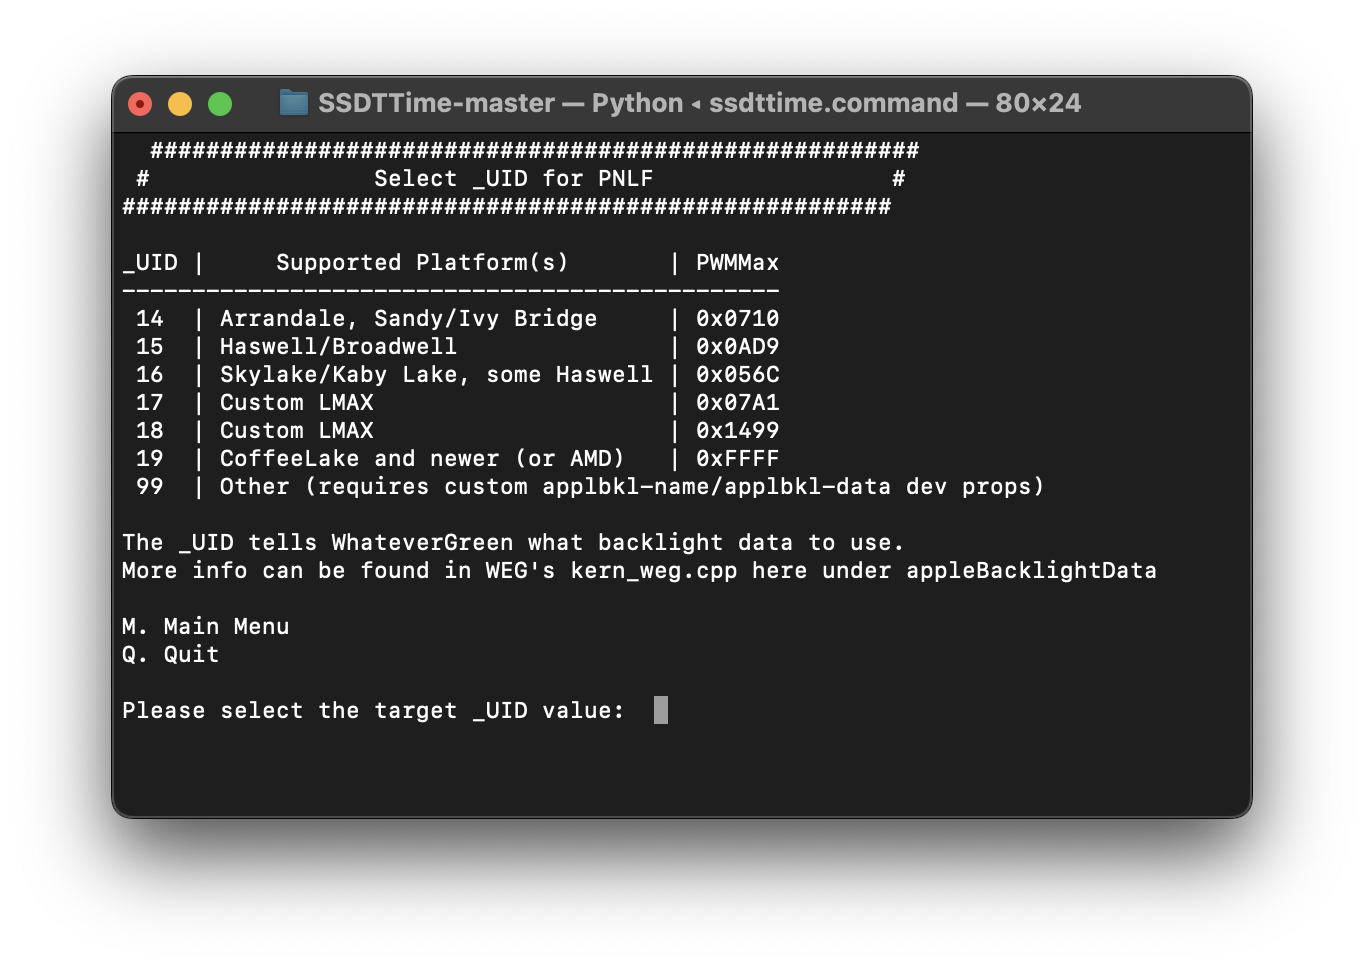 SSDTTime-master — Python ◂ ssdttime.command — 80×24
#######################################################
# Select _UID for PNLF #
#######################################################
_UID | Supported Platform(s) | PWMMax
-----------------------------------------------
14 | Arrandale, Sandy/Ivy Bridge | 0x0710
15 | Haswell/Broadwell | 0x0AD9
16 | Skylake/Kaby Lake, some Haswell | 0x056C
17 | Custom LMAX | 0x07A1
18 | Custom LMAX | 0x1499
19 | CoffeeLake and newer (or AMD) | 0xFFFF
99 | Other (requires custom applbkl-name/applbkl-data dev props)
The _UID tells WhateverGreen what backlight data to use.
More info can be found in WEG's kern_weg.cpp here under appleBacklightData
M. Main Menu
Q. Quit
Please select the target _UID value: